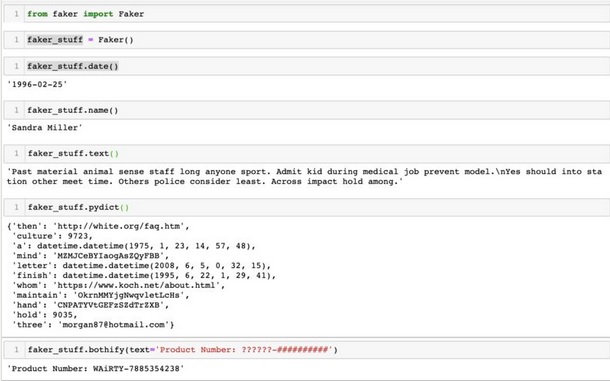 1 from faker import Faker
1 faker_stuff = Faker()
1 faker_stuff.date()
'1996-02-25'
1 faker_stuff.name()
'Sandra Miller'
1 faker_stuff.text()
'Past material animal sense staff long anyone sport. Admit kid during medical job prevent model.\nYes should into sta
tion other meet time. Others police consider least. Across impact hold among.'
1 faker_stuff.pydict()
{'then': 'http://white.org/faq.htm',
'culture': 9723,
'a': datetime.datetime(1975, 1, 23, 14, 57, 48),
'mind': 'MZMJCeBYIaogAsZQyFBB',
'letter': datetime.datetime(2008, 6, 5, 0, 32, 15),
'finish': datetime.datetime(1995, 6, 22, 1, 29, 41),
'whom': 'https://www.koch.net/about.html',
'maintain': 'OkrnMMYjgNwqvletLcHs',
'hand': 'CNPATYVtGEFzSZdTrZXB',
'hold': 9035,
'three': 'morgan87@hotmail.com'}
1 faker_stuff.bothify(text='Product Number: ??????-##########')
'Product Number: WAiRTY-7885354238'